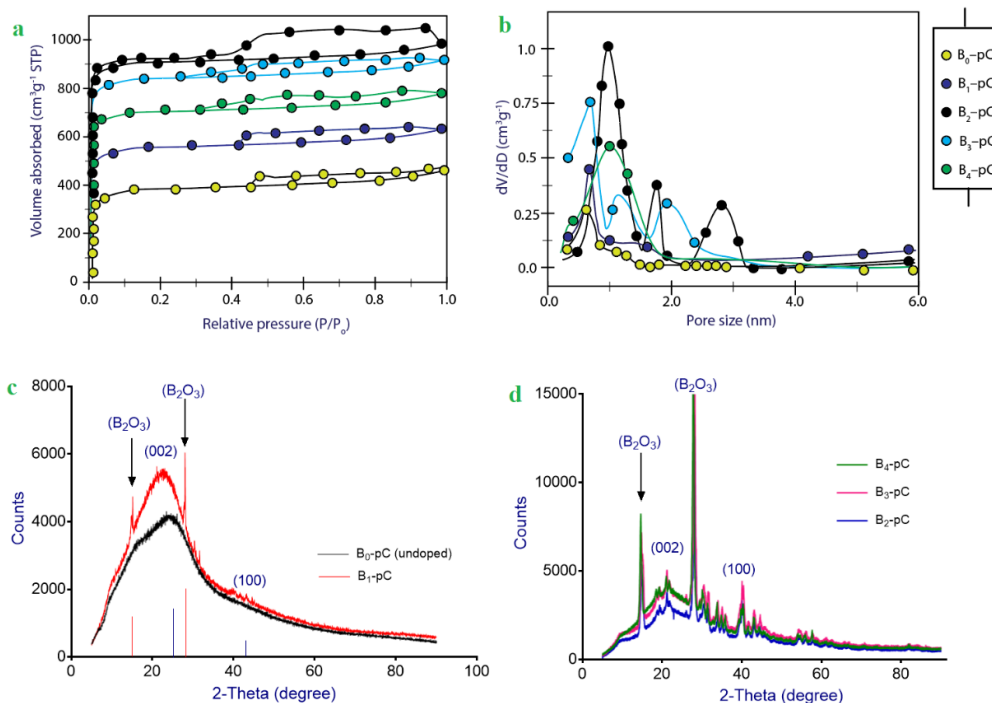 a
1000
800
600
400
200
0.0
0.0
0.2
0.4
0.6
0.8
1.0
Volume absorbed (cm³g⁻¹ STP)
Relative pressure (P/Pₒ)
b
1.0
0.75
0.5
0.25
0.0
0.0
2.0
4.0
6.0
dV/dD (cm³g⁻¹)
Pore size (nm)
B₀–pC
B₁–pC
B₂–pC
B₃–pC
B₄–pC
c
8000
6000
4000
2000
0
0
20
40
60
80
100
Counts
2-Theta (degree)
(B₂O₃)
(B₂O₃)
(002)
(100)
B₀-pC (undoped)
B₁-pC
d
15000
10000
5000
0
0
20
40
60
80
Counts
2-Theta (degree)
(B₂O₃)
(B₂O₃)
(002)
(100)
B₄-pC
B₃-pC
B₂-pC